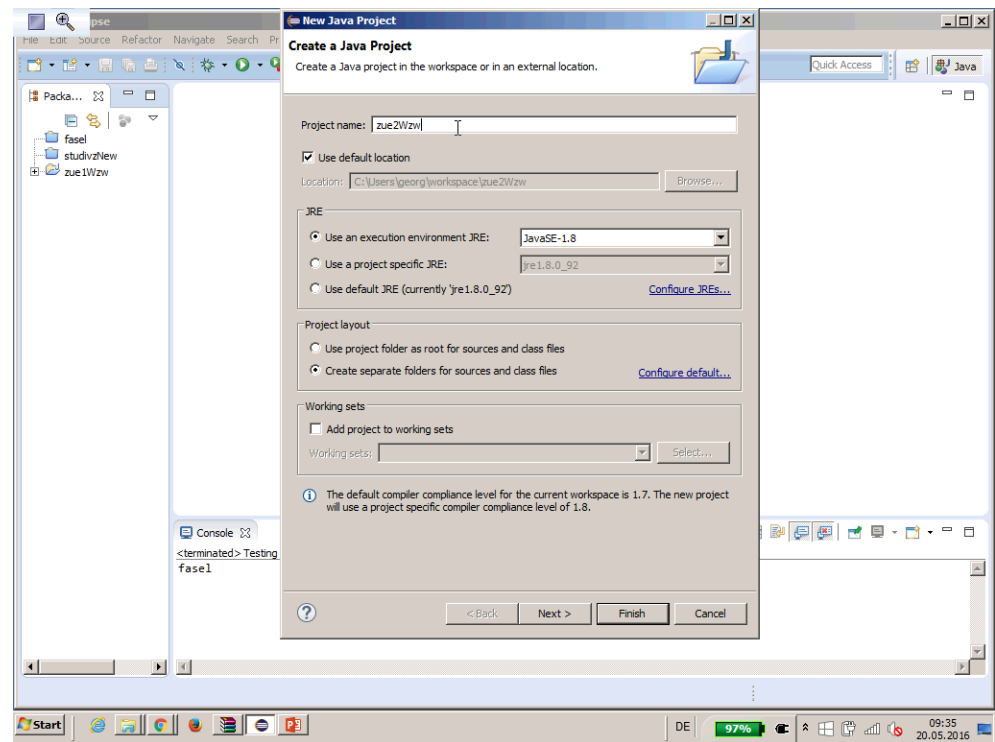 pse
New Java Project
File Edit Source Refactor Navigate Search Pr
Create a Java Project
Create a Java project in the workspace or in an external location.
Quick Access
Java
Packa...
fasel
studivzNew
zue1Wzw
Project name: zue2Wzw
Use default location
Location: C:\Users\georg\workspace\zue2Wzw Browse...
JRE
Use an execution environment JRE: JavaSE-1.8
Use a project specific JRE: jre1.8.0_92
Use default JRE (currently 'jre1.8.0_92') Configure JREs...
Project layout
Use project folder as root for sources and class files
Create separate folders for sources and class files Configure default...
Working sets
Add project to working sets
Working sets: Select...
The default compiler compliance level for the current workspace is 1.7. The new project
will use a project specific compiler compliance level of 1.8.
Console
<terminated> Testing
fasel
< Back Next > Finish Cancel
Start
DE 97% 09:35
20.05.2016